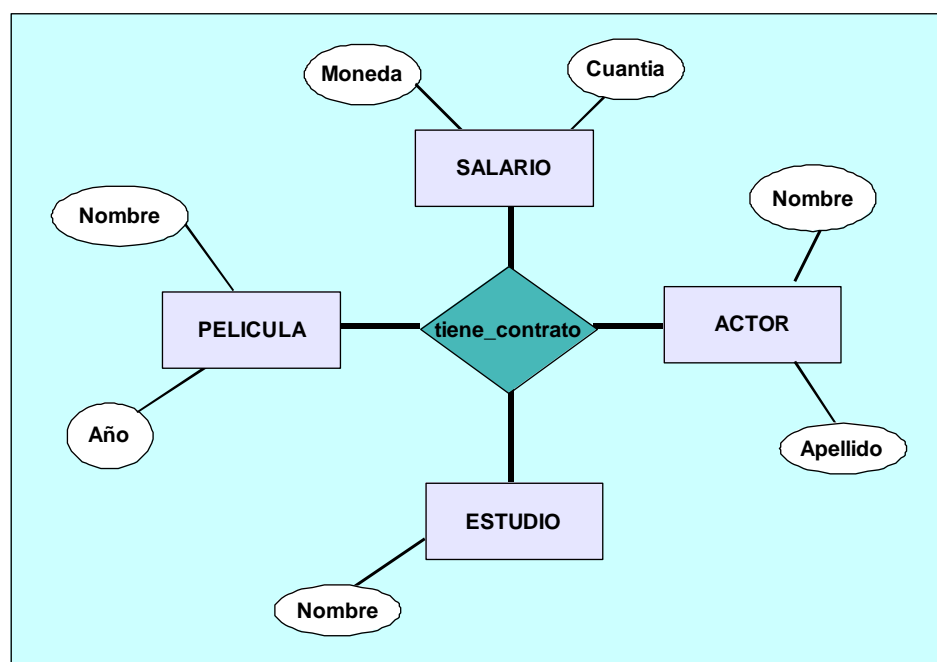 Moneda
Cuantia
SALARIO
Nombre
Nombre
PELICULA
tiene_contrato
ACTOR
Año
Apellido
ESTUDIO
Nombre